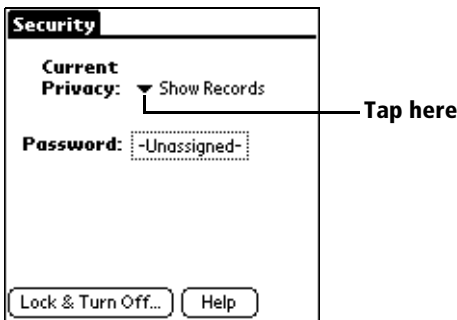 Security
Current
Privacy: Show Records
Tap here
Password: -Unassigned-
Lock & Turn Off... Help